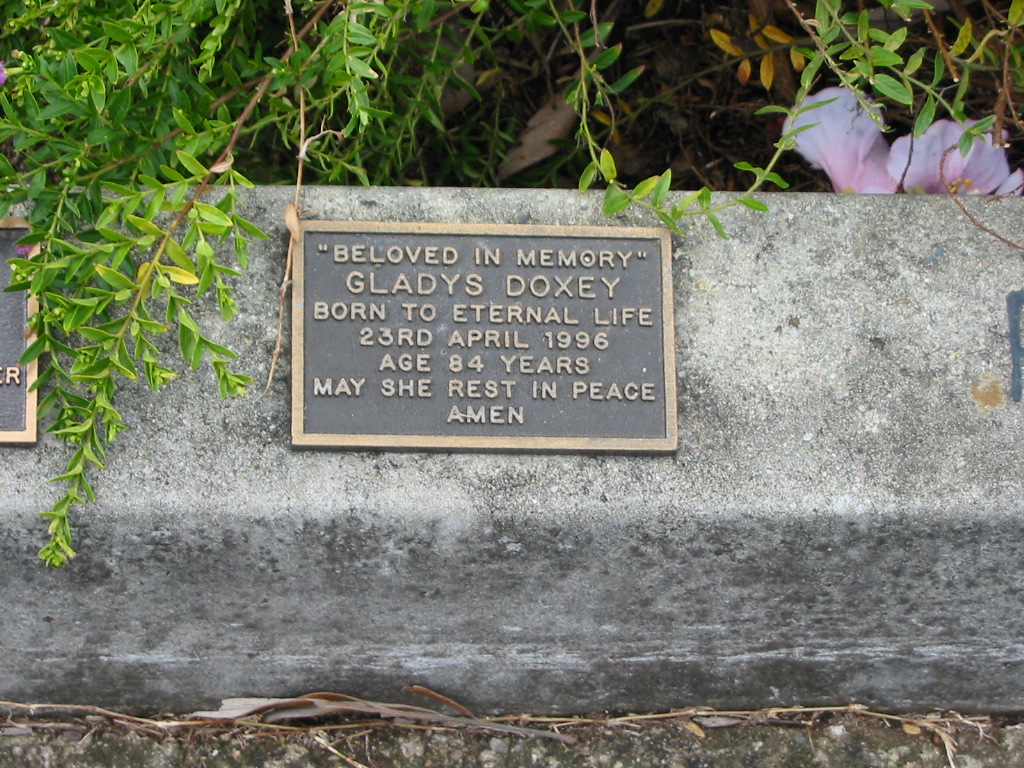 "BELOVED IN MEMORY"
GLADYS DOXEY
BORN TO ETERNAL LIFE
23RD APRIL 1996
AGE 84 YEARS
MAY SHE REST IN PEACE
AMEN